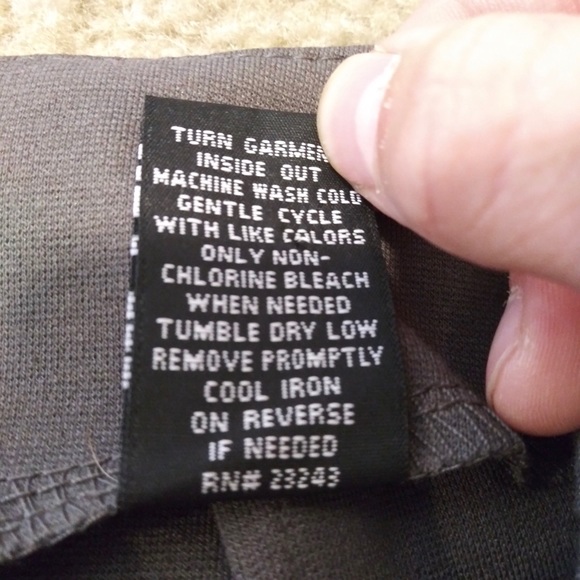 TURN GARMEN
INSIDE OUT
MACHINE WASH COLD
GENTLE CYCLE
WITH LIKE CALORS
ONLY NON-
CHLORINE BLEACH
WHEN NEEDED
TUMBLE DRY LOW
REMOVE PROMPTLY
COOL IRON
ON REVERSE
IF NEEDED
RN# 23243